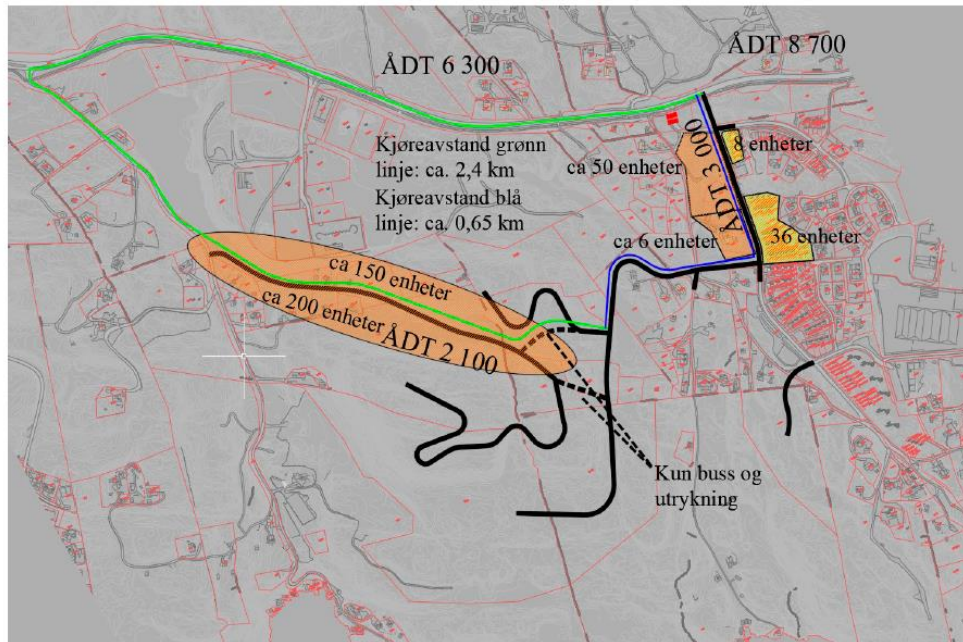 ÅDT 8 700
ÅDT 6 300
Kjøreavstand grønn
linje: ca. 2,4 km
Kjøreavstand blå
linje: ca. 0,65 km
ca 50 enheter
ÅDT 3 000
8 enheter
ca 6 enheter
36 enheter
ca 150 enheter
ca 200 enheter
ÅDT 2 100
Kun buss og
utrykning